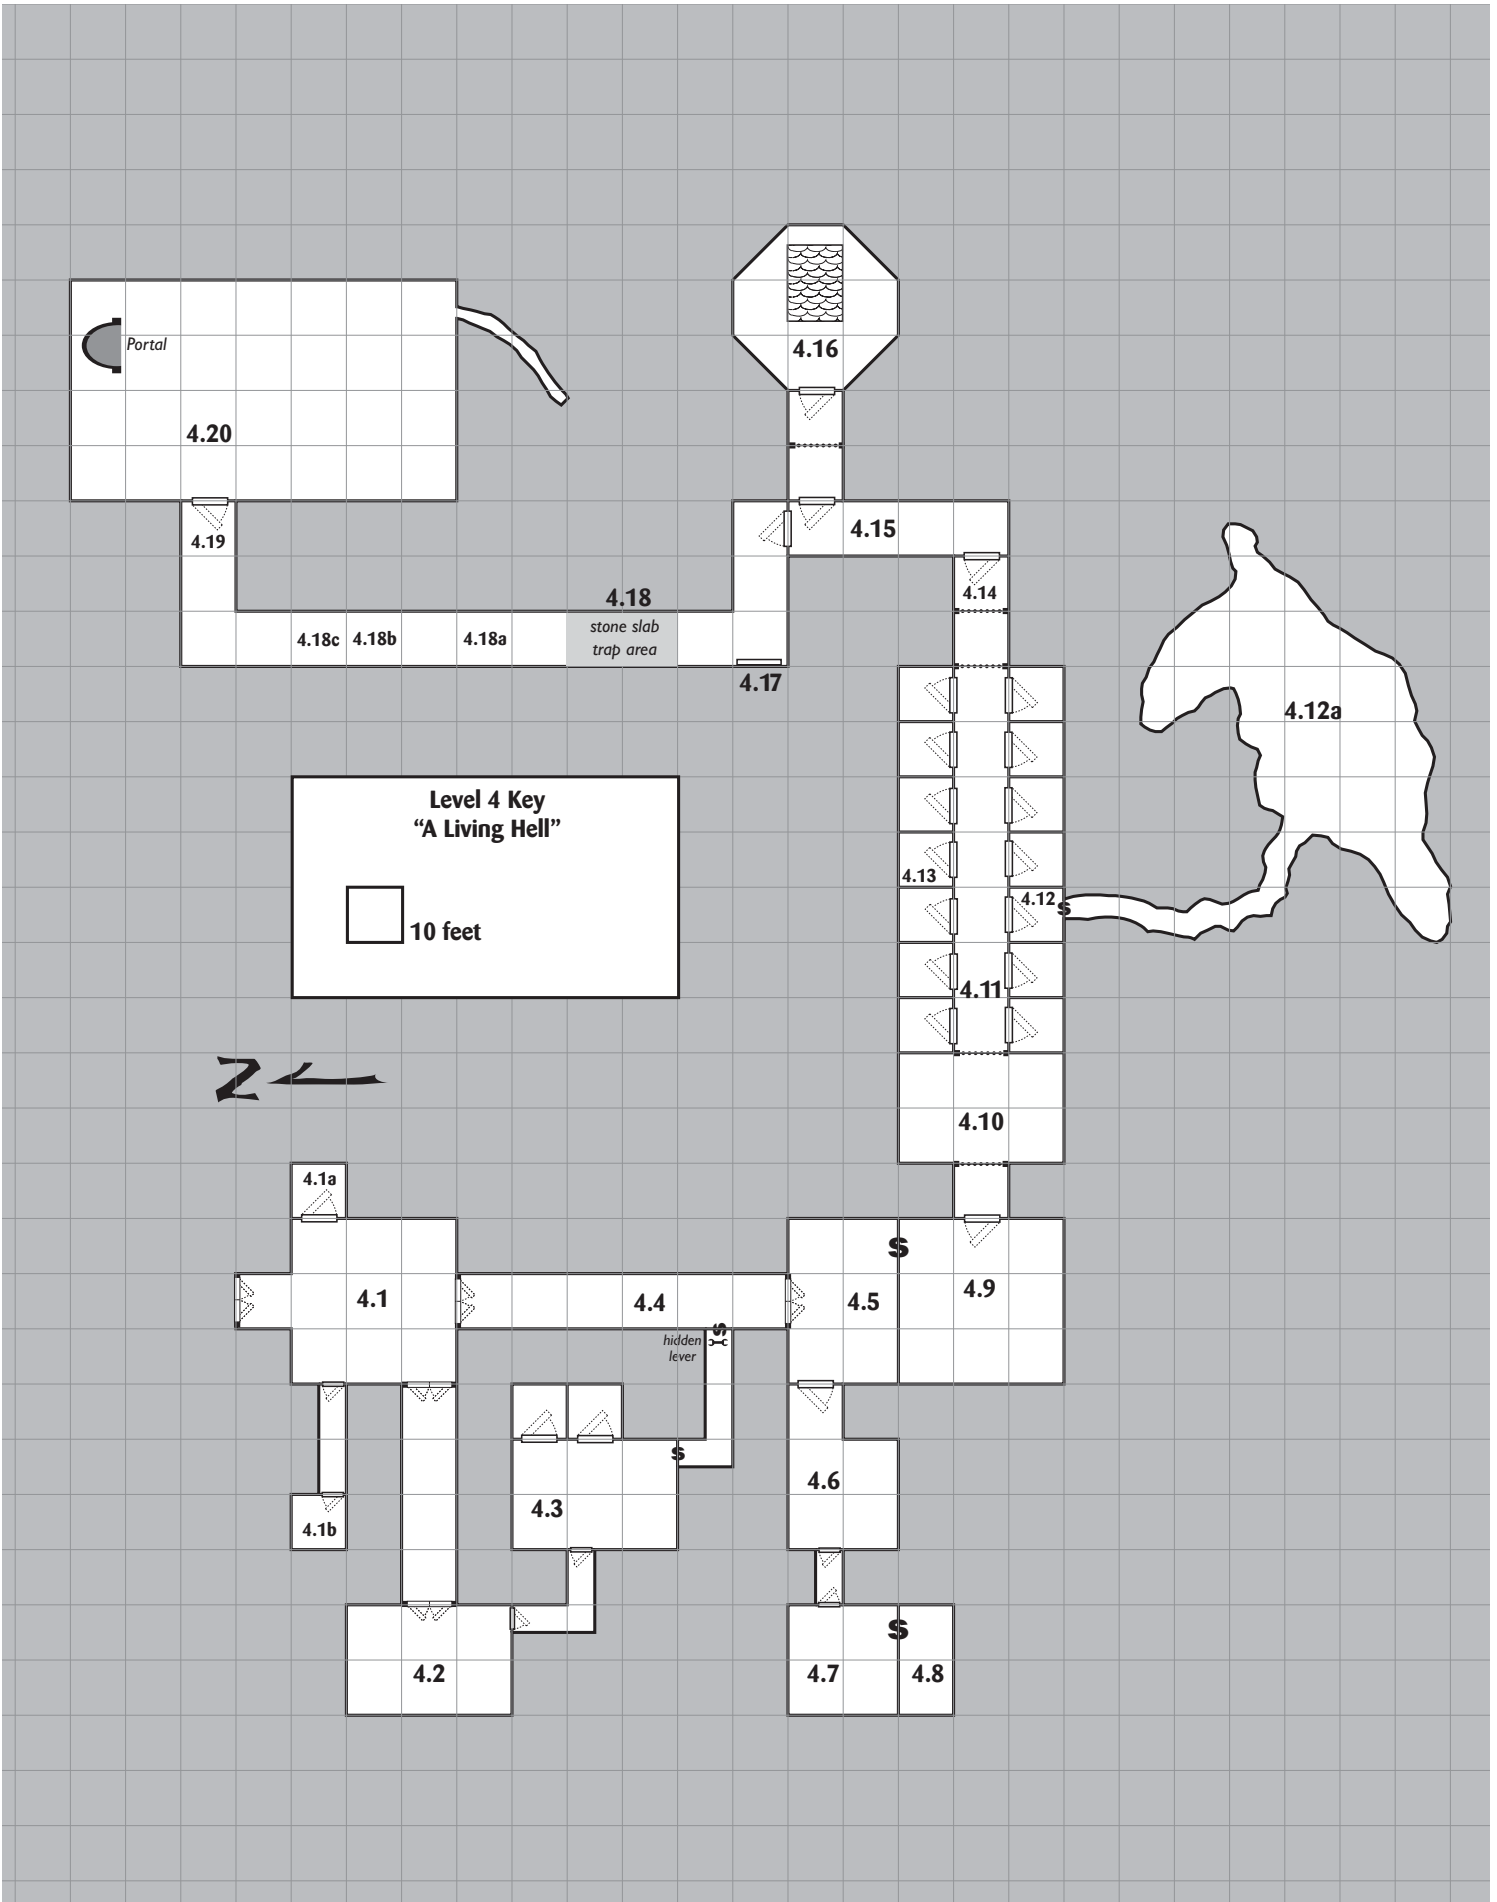 4.16
Portal
4.20
4.15
4.19
4.14
4.18
stone slab
trap area
4.18c
4.18b
4.18a
4.17
4.12a
Level 4 Key
“A Living Hell”
10 feet
4.13
4.12
S
4.11
N
4.10
4.1a
S
4.1
4.4
4.5
4.9
S
hidden
lever
S
4.6
4.3
4.1b
S
4.2
4.7
4.8